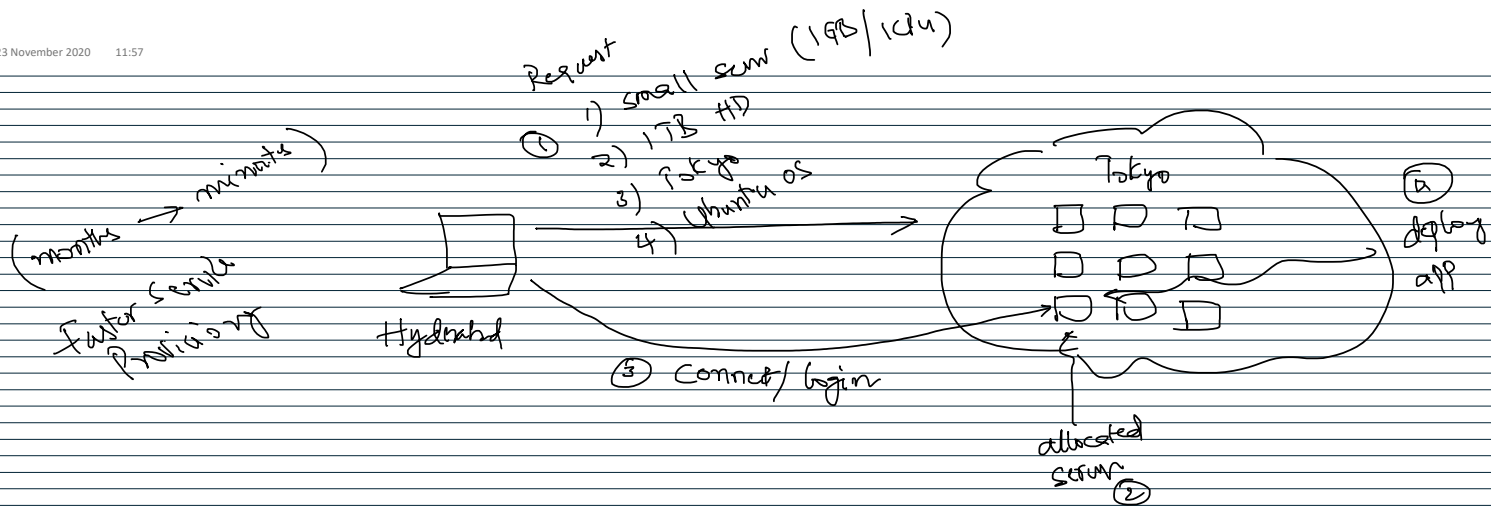 23 November 2020 11:57
Request
①
1) small server (1GB/1CPU)
2) 1TB HD
3) Tokyo
4) Ubuntu OS
(months → minutes)
Faster Service
Provisioning
Hyderabad
③ Connect/login
Tokyo
deploy
app
allocated
server
②